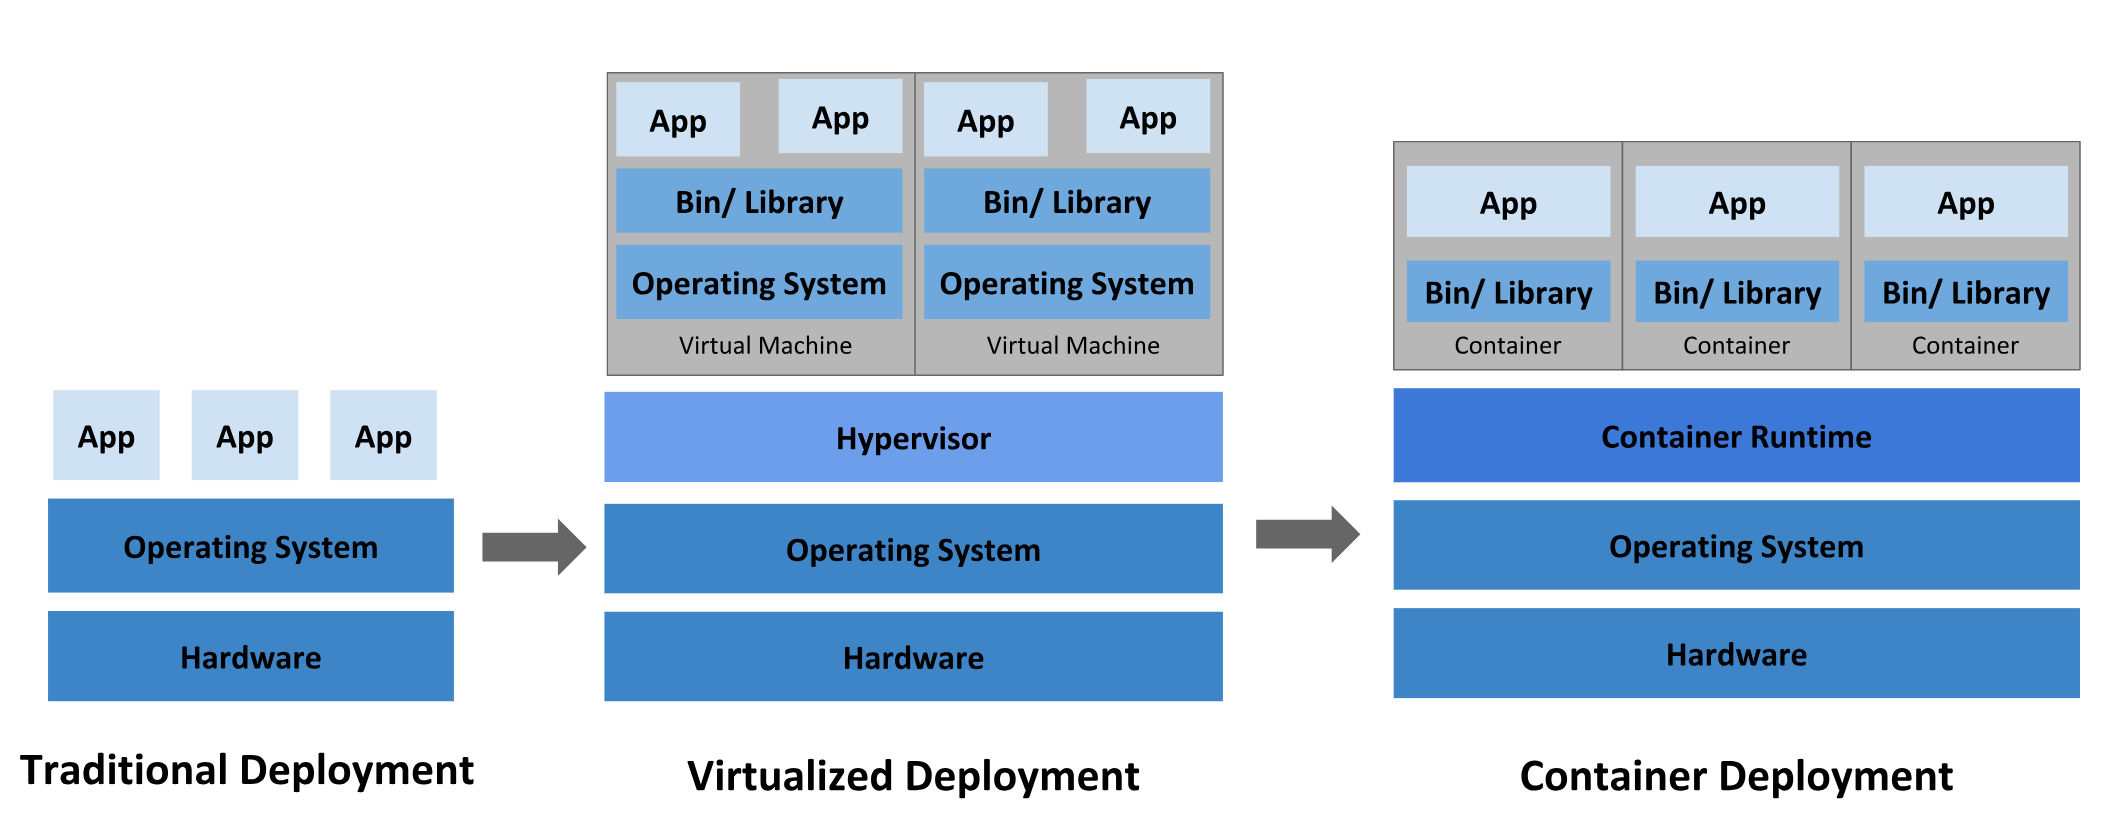 App
App
App
Operating System
Hardware
Traditional Deployment
App
App
Bin/ Library
Operating System
Virtual Machine
App
App
Bin/ Library
Operating System
Virtual Machine
Hypervisor
Operating System
Hardware
Virtualized Deployment
App
Bin/ Library
Container
App
Bin/ Library
Container
App
Bin/ Library
Container
Container Runtime
Operating System
Hardware
Container Deployment